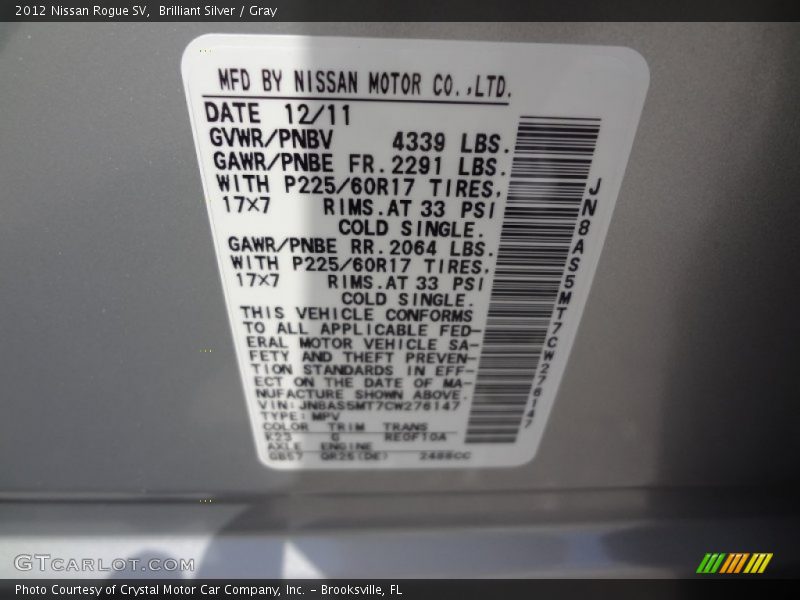 2012 Nissan Rogue SV,  Brilliant Silver / Gray
MFD BY NISSAN MOTOR CO.,LTD.
DATE 12/11
GVWR/PNBV 4339 LBS.
GAWR/PNBE FR.2291 LBS.
WITH P225/60R17 TIRES.
17×7 RIMS.AT 33 PSI
COLD SINGLE.
GAWR/PNBE RR.2064 LBS.
WITH P225/60R17 TIRES.
17×7 RIMS.AT 33 PSI
COLD SINGLE.
THIS VEHICLE CONFORMS
TO ALL APPLICABLE FED-
ERAL MOTOR VEHICLE SA-
FETY AND THEFT PREVEN-
TION STANDARDS IN EFF-
ECT ON THE DATE OF MA-
NUFACTURE SHOWN ABOVE.
VIN:JN8AS5MT7CW276147
TYPE:MPV
COLOR TRIM TRANS
K23 G RE0F10A
AXLE ENGINE
GB57 QR25(DE) 2488CC
JN8AS5MT7CW276147
GTCARLOT.COM
Photo Courtesy of Crystal Motor Car Company, Inc. – Brooksville, FL